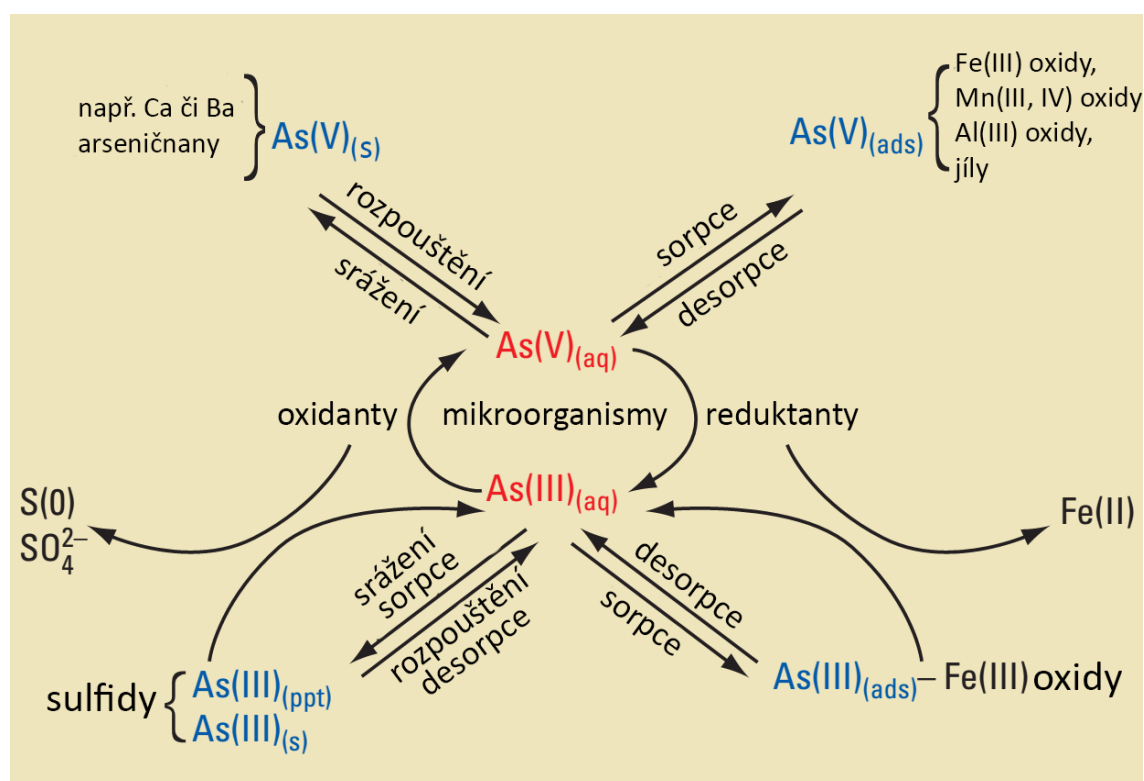 např. Ca či Ba
arseničnany
As(V)(s)
As(V)(ads)
Fe(III) oxidy,
Mn(III, IV) oxidy
Al(III) oxidy,
jíly
rozpouštění
srážení
sorpce
desorpce
As(V)(aq)
oxidanty
mikroorganismy
reduktanty
As(III)(aq)
S(0)
SO₄²⁻
Fe(II)
srážení
sorpce
rozpouštění
desorpce
desorpce
sorpce
sulfidy
As(III)(ppt)
As(III)(s)
As(III)(ads)– Fe(III) oxidy